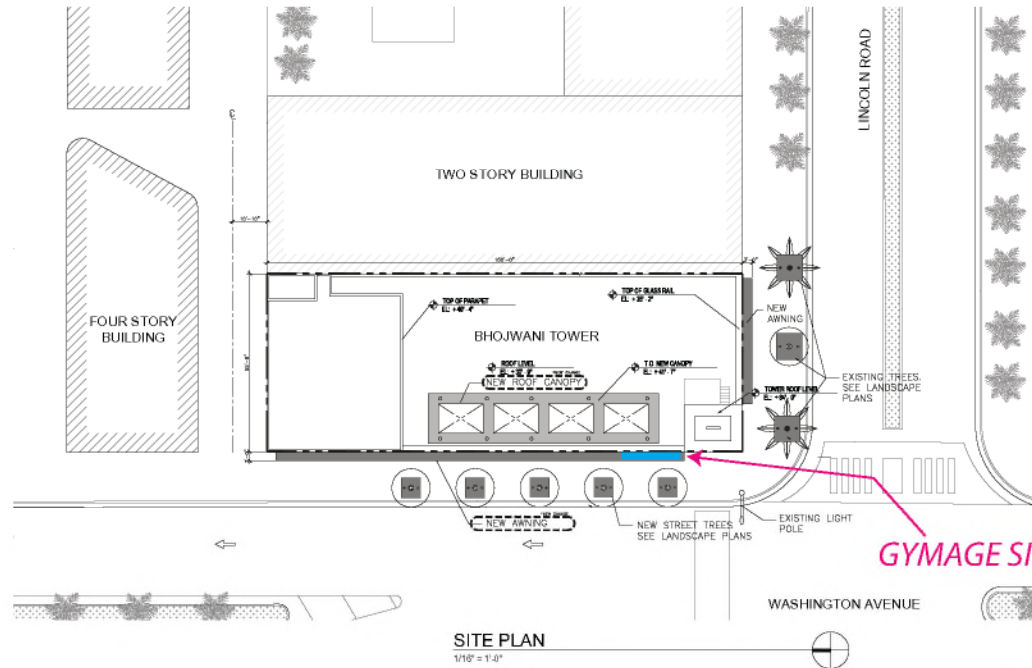 LINCOLN ROAD
TWO STORY BUILDING
FOUR STORY
BUILDING
TOP OF PARAPET
TOP OF GLASS RAIL
NEW
AWNING
BHOJWANI TOWER
ROOF LEVEL
NEW ROOF CANOPY
T.O. NEW CANOPY
TOWER ROOF LEVEL
EXISTING TREES,
SEE LANDSCAPE
PLANS
NEW AWNING
NEW STREET TREES
SEE LANDSCAPE PLANS
EXISTING LIGHT
POLE
GYMAGE SI
WASHINGTON AVENUE
SITE PLAN
1/16" = 1'-0"